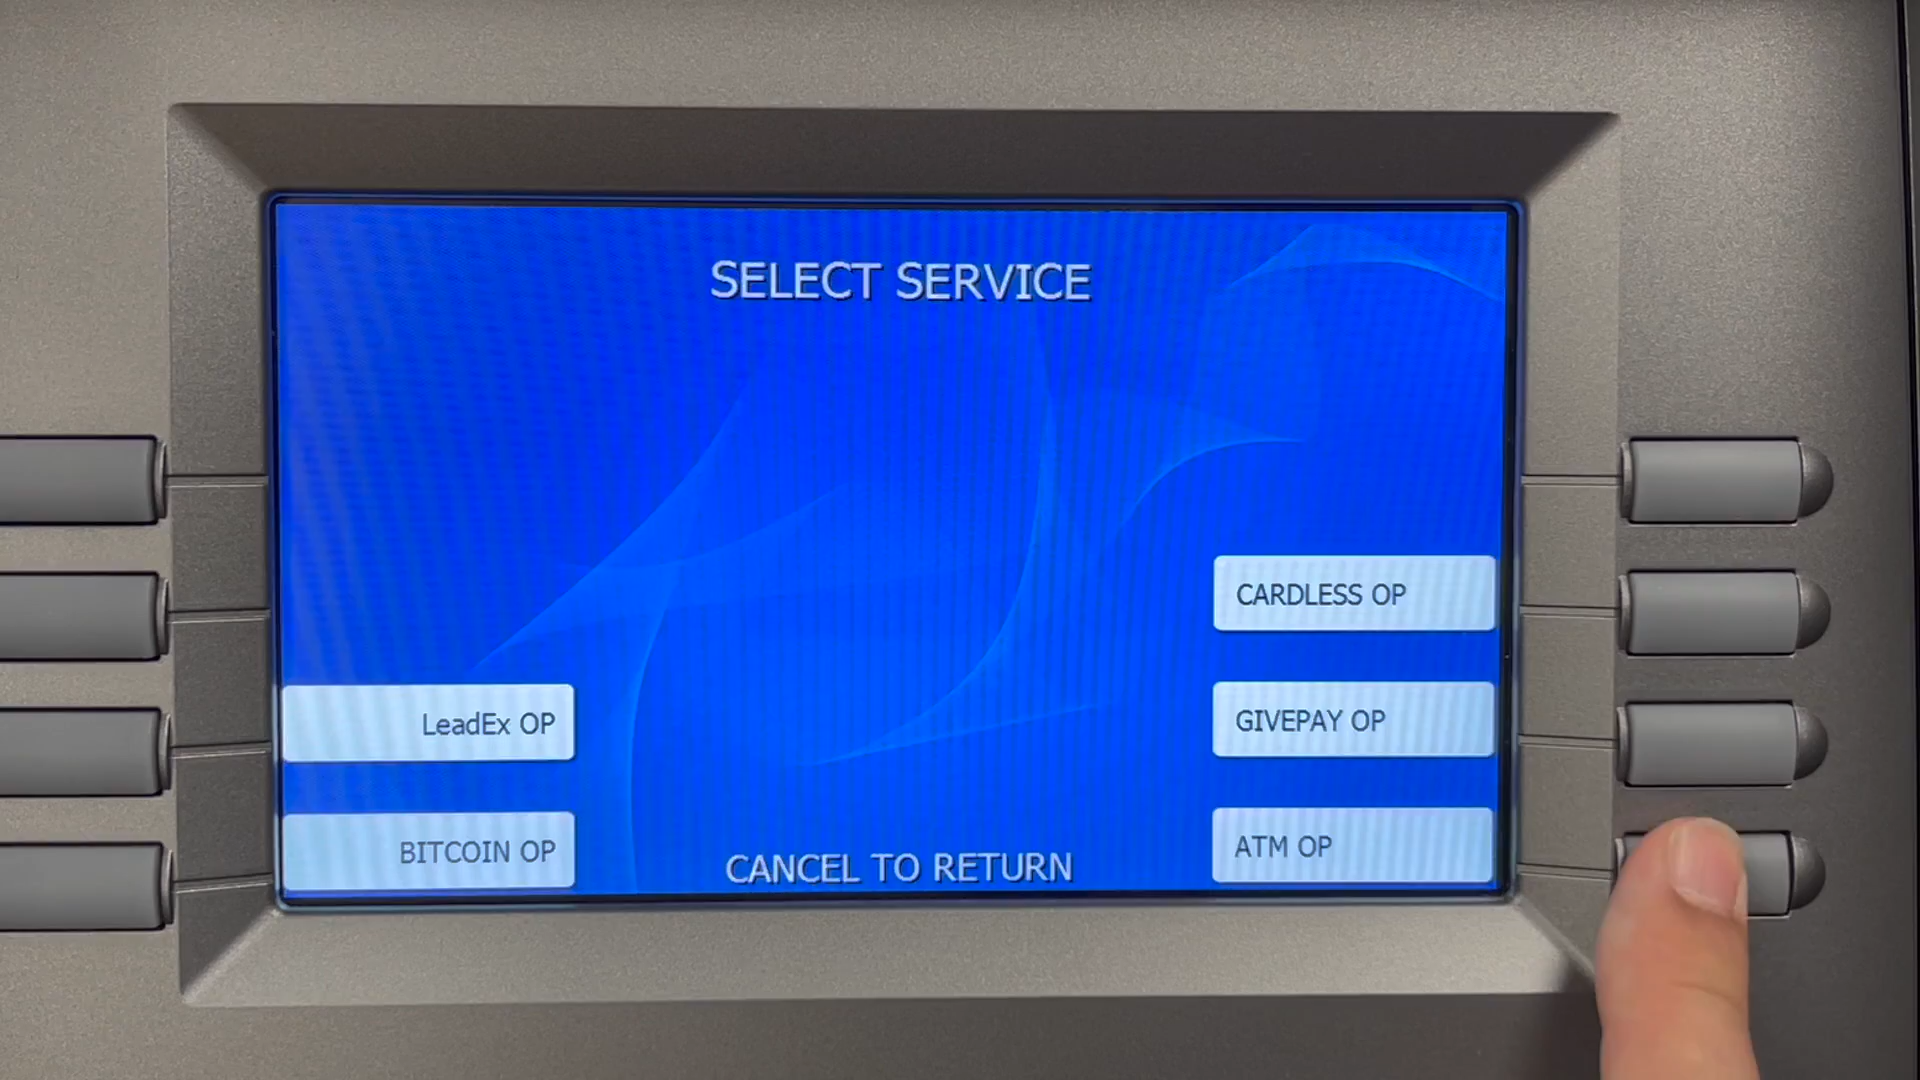 SELECT SERVICE
CARDLESS OP
LeadEx OP
GIVEPAY OP
BITCOIN OP
CANCEL TO RETURN
ATM OP